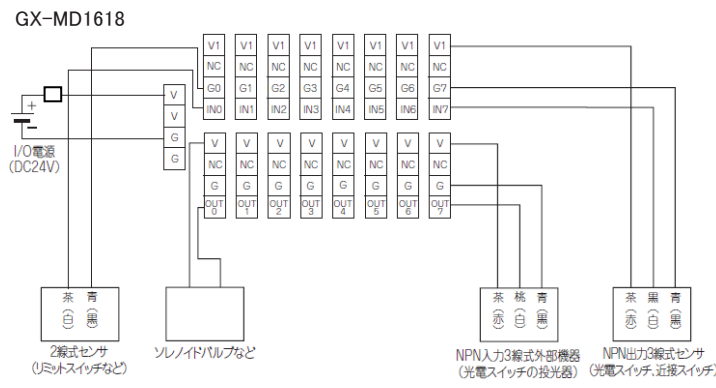 GX-MD1618
V1 V1 V1 V1 V1 V1 V1 V1
NC NC NC NC NC NC NC NC
G0 G1 G2 G3 G4 G5 G6 G7
IN0 IN1 IN2 IN3 IN4 IN5 IN6 IN7
V
V
G
G
+
−
I/O電源
(DC24V)
V V V V V V V V
NC NC NC NC NC NC NC NC
G G G G G G G G
OUT OUT OUT OUT OUT OUT OUT OUT
0 1 2 3 4 5 6 7
茶 青
(白) (黒)
2線式センサ
(リミットスイッチなど)
ソレノイドバルブなど
茶 桃 青
(赤) (白) (黒)
NPN入力3線式外部機器
(光電スイッチの投光器)
茶 黒 青
(赤) (白) (黒)
NPN出力3線式センサ
(光電スイッチ、近接スイッチ)